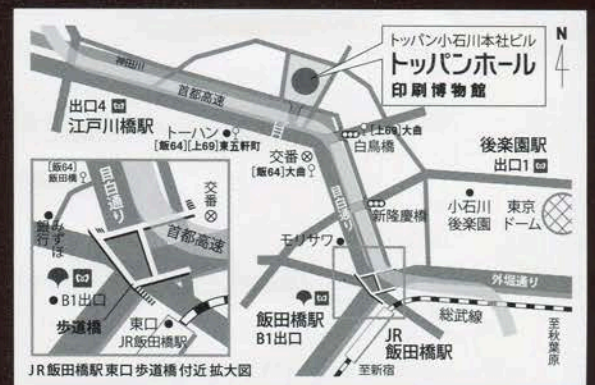 トッパン小石川本社ビル
トッパンホール
印刷博物館
N
神田川
首都高速
出口4
江戸川橋駅
トーハン
[飯64][上69]東五軒町
交番
[飯64]大曲
[上69]大曲
白鳥橋
後楽園駅
出口1
小石川
後楽園
東京
ドーム
新隆慶橋
目白通り
モリサワ
外堀通り
飯田橋駅
B1出口
JR
飯田橋駅
総武線
至秋葉原
至新宿
[飯64]
飯田橋
みずほ
銀行
目白通り
交番
首都高速
B1出口
歩道橋
東口
JR飯田橋駅
JR飯田橋駅東口歩道橋付近拡大図